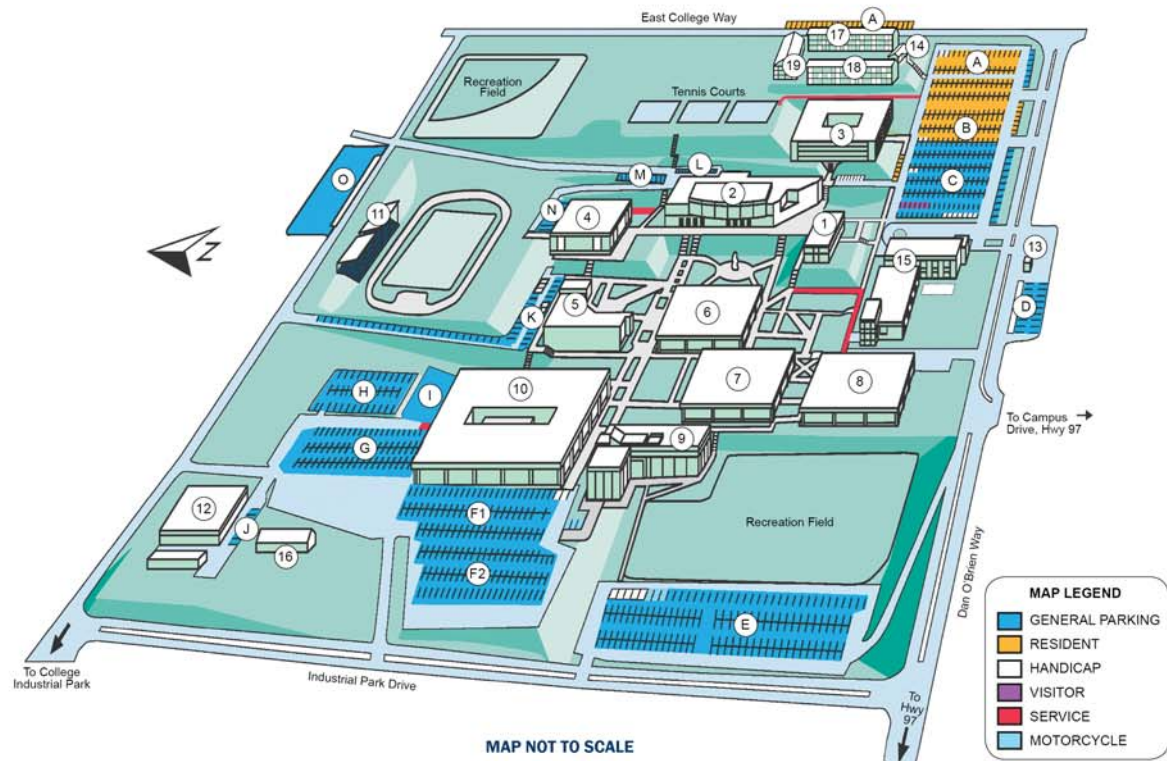 East College Way
A
17
14
19
18
A
Recreation
Field
Tennis Courts
3
B
O
M
L
C
2
11
N
4
1
Z
13
15
K
5
6
D
10
7
8
H
I
To Campus
Drive, Hwy 97
G
9
12
F1
J
16
Recreation Field
F2
E
Dan O'Brien Way
To College
Industrial Park
Industrial Park Drive
To
Hwy
97
MAP NOT TO SCALE
MAP LEGEND
GENERAL PARKING
RESIDENT
HANDICAP
VISITOR
SERVICE
MOTORCYCLE